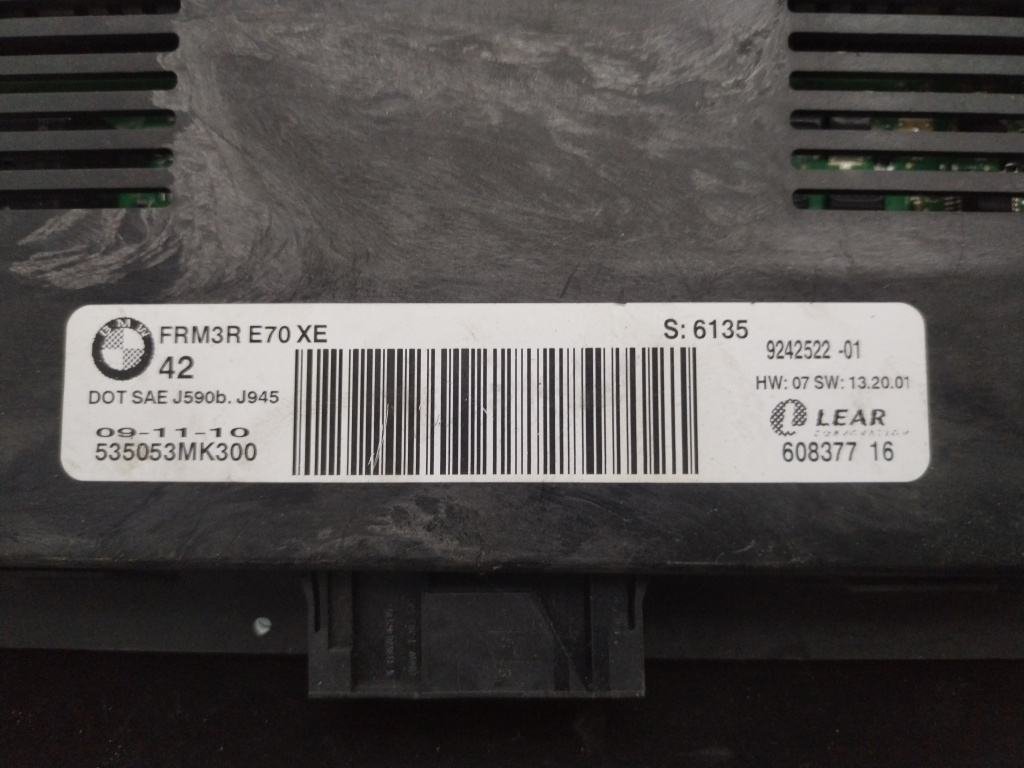 BMW
FRM3R E70 XE
S: 6135
42
9242522 -01
DOT SAE J590b. J945
HW: 07 SW: 13.20.01
LEAR
CORPORATION
09-11-10
535053MK300
608377 16